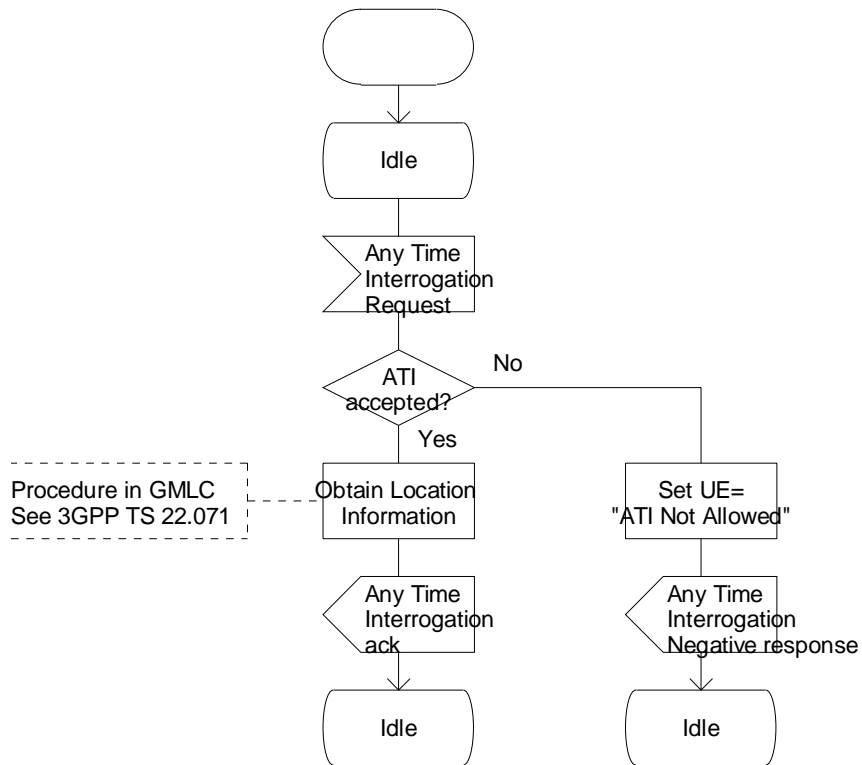 Idle
Any Time
Interrogation
Request
ATI
accepted?
No
Yes
Procedure in GMLC
See 3GPP TS 22.071
Obtain Location
Information
Set UE=
"ATI Not Allowed"
Any Time
Interrogation
ack
Any Time
Interrogation
Negative response
Idle
Idle